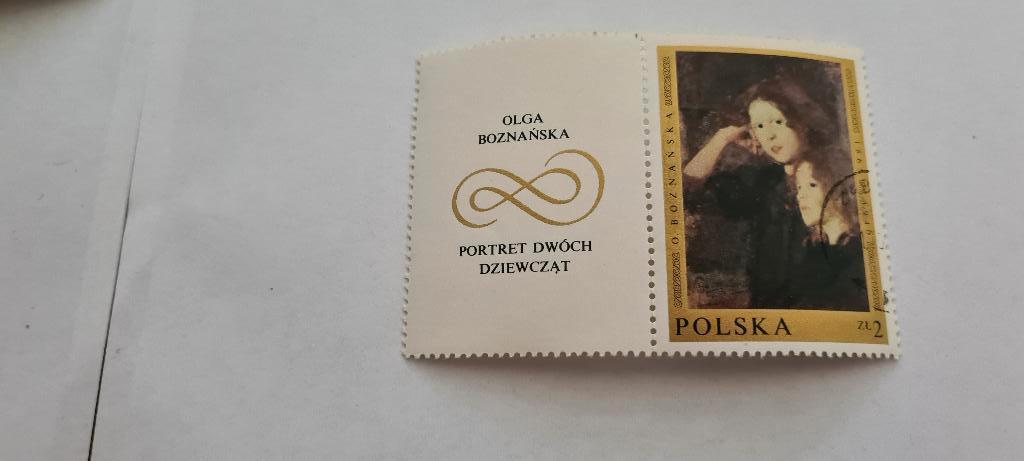 OLGA
BOZNAŃSKA
PORTRET DWÓCH
DZIEWCZĄT
O. BOZNAŃSKA
POLSKA
ZŁ 2